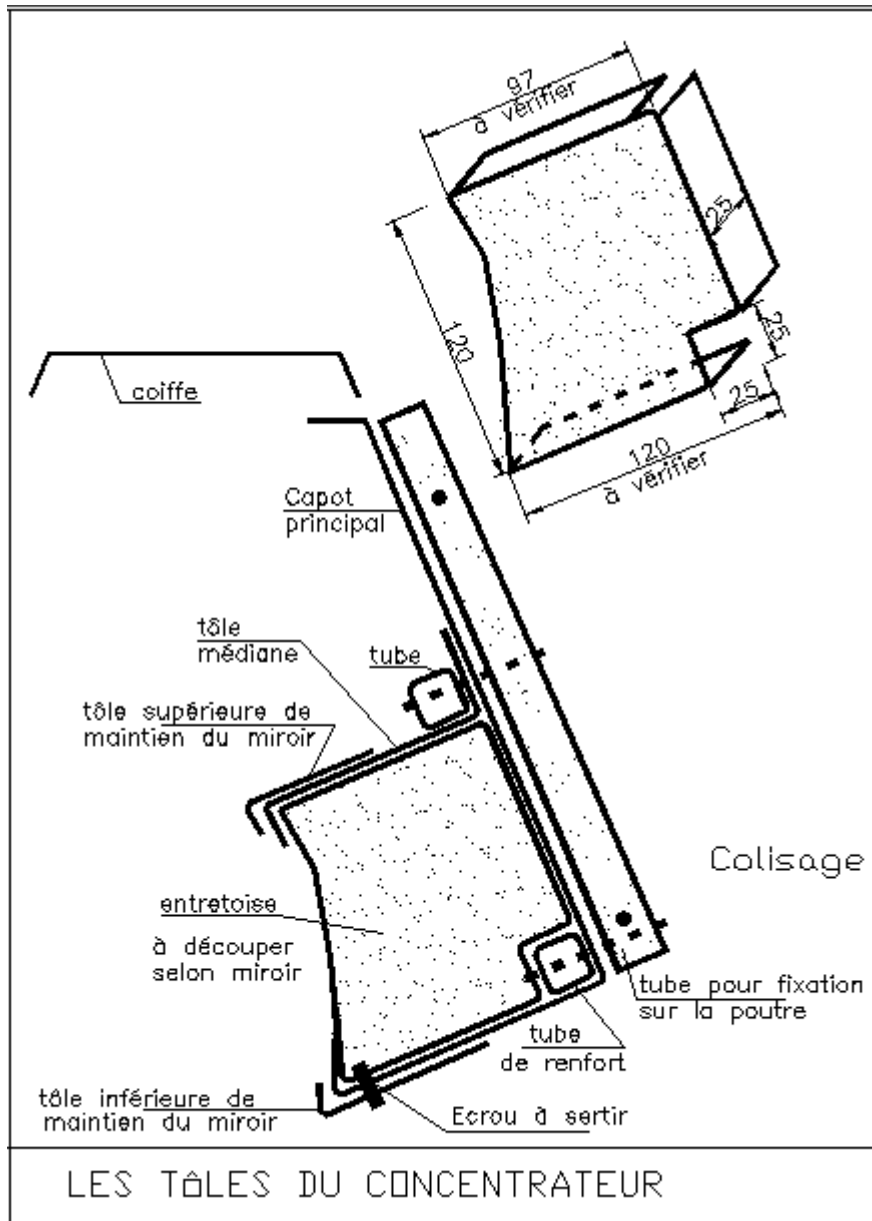 97
à vérifier
25
120
25
25
120
à vérifier
coiffe
Capot
principal
tôle
médiane
tube
tôle supérieure de
maintien du miroir
Colisage
entretoise
à découper
selon miroir
tube pour fixation
sur la poutre
tube
de renfort
tôle inférieure de
maintien du miroir
Ecrou à sertir
LES TÔLES DU CONCENTRATEUR